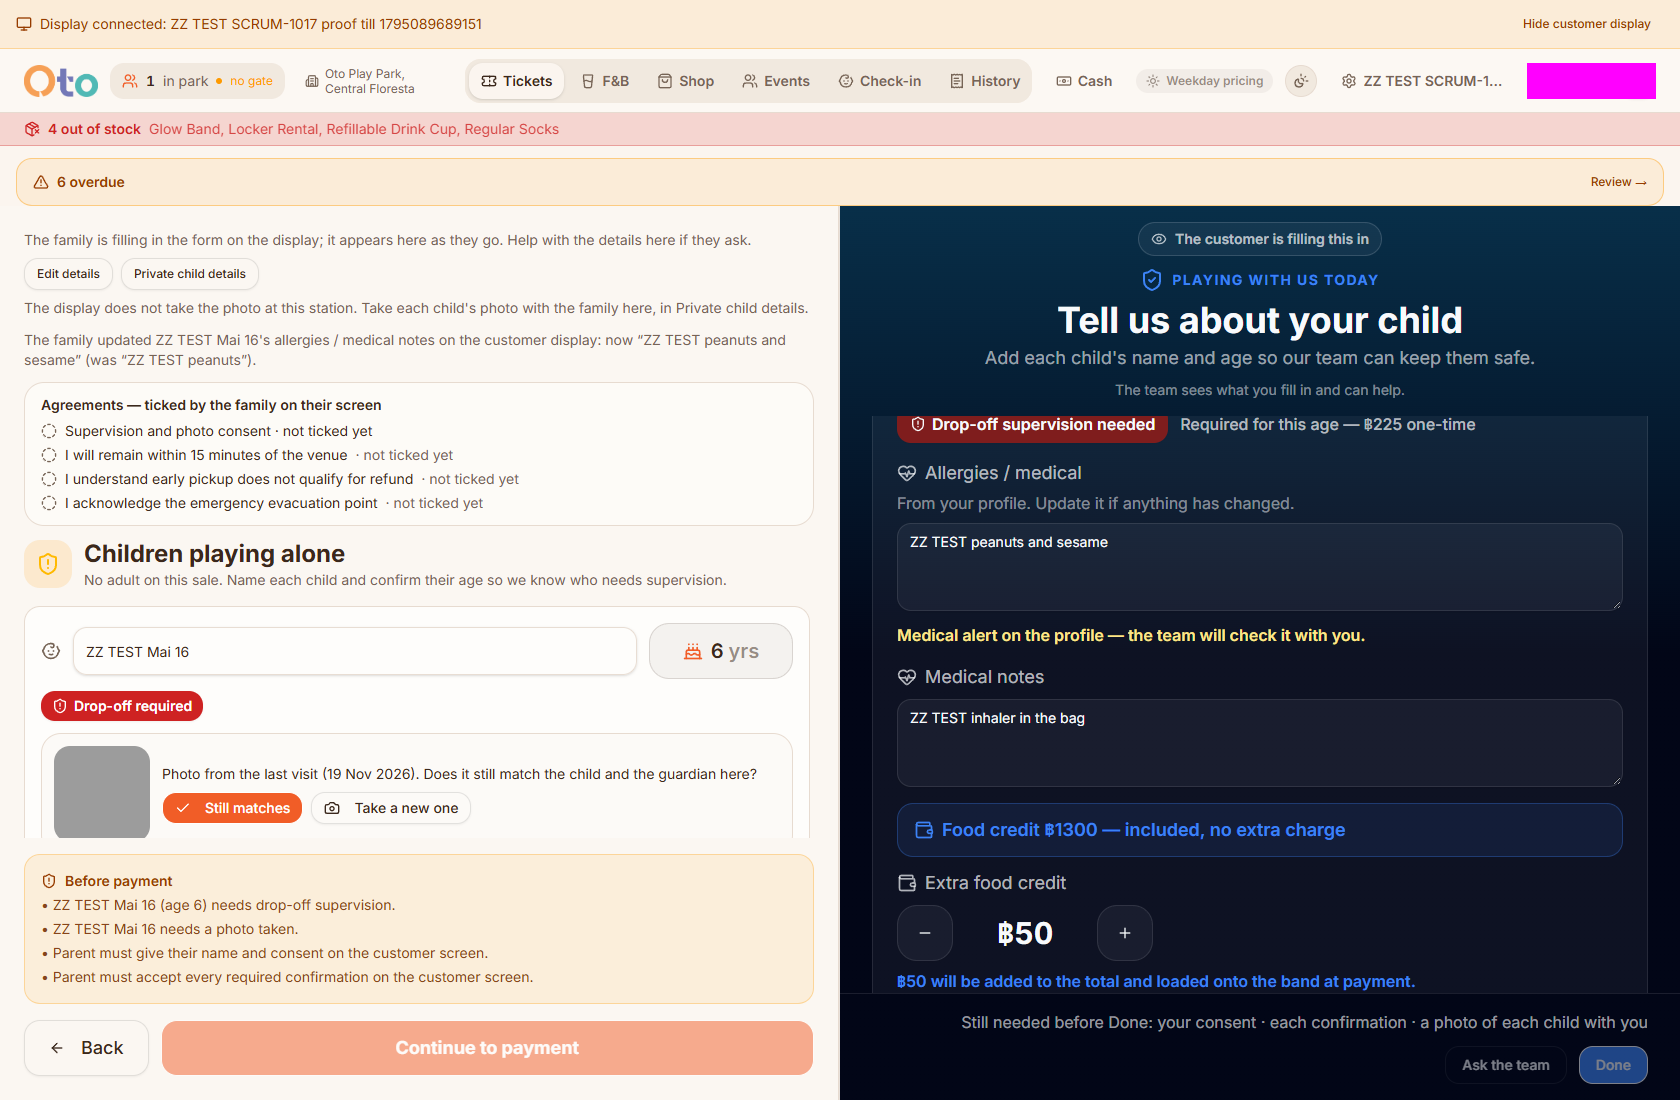 Display connected: ZZ TEST SCRUM-1017 proof till 1795089689151
Hide customer display
Oto
1 in park • no gate
Oto Play Park,
Central Floresta
Tickets
F&B
Shop
Events
Check-in
History
Cash
Weekday pricing
ZZ TEST SCRUM-1...
4 out of stock Glow Band, Locker Rental, Refillable Drink Cup, Regular Socks
6 overdue
Review →
The family is filling in the form on the display; it appears here as they go. Help with the details here if they ask.
Edit details
Private child details
The display does not take the photo at this station. Take each child's photo with the family here, in Private child details.
The family updated ZZ TEST Mai 16's allergies / medical notes on the customer display: now “ZZ TEST peanuts and
sesame” (was “ZZ TEST peanuts”).
Agreements — ticked by the family on their screen
Supervision and photo consent · not ticked yet
I will remain within 15 minutes of the venue · not ticked yet
I understand early pickup does not qualify for refund · not ticked yet
I acknowledge the emergency evacuation point · not ticked yet
Children playing alone
No adult on this sale. Name each child and confirm their age so we know who needs supervision.
ZZ TEST Mai 16
6 yrs
Drop-off required
Photo from the last visit (19 Nov 2026). Does it still match the child and the guardian here?
Still matches
Take a new one
Before payment
• ZZ TEST Mai 16 (age 6) needs drop-off supervision.
• ZZ TEST Mai 16 needs a photo taken.
• Parent must give their name and consent on the customer screen.
• Parent must accept every required confirmation on the customer screen.
← Back
Continue to payment
The customer is filling this in
PLAYING WITH US TODAY
Tell us about your child
Add each child's name and age so our team can keep them safe.
The team sees what you fill in and can help.
Drop-off supervision needed
Required for this age — ฿225 one-time
Allergies / medical
From your profile. Update it if anything has changed.
ZZ TEST peanuts and sesame
Medical alert on the profile — the team will check it with you.
Medical notes
ZZ TEST inhaler in the bag
Food credit ฿1300 — included, no extra charge
Extra food credit
−
฿50
+
฿50 will be added to the total and loaded onto the band at payment.
Still needed before Done: your consent · each confirmation · a photo of each child with you
Ask the team
Done